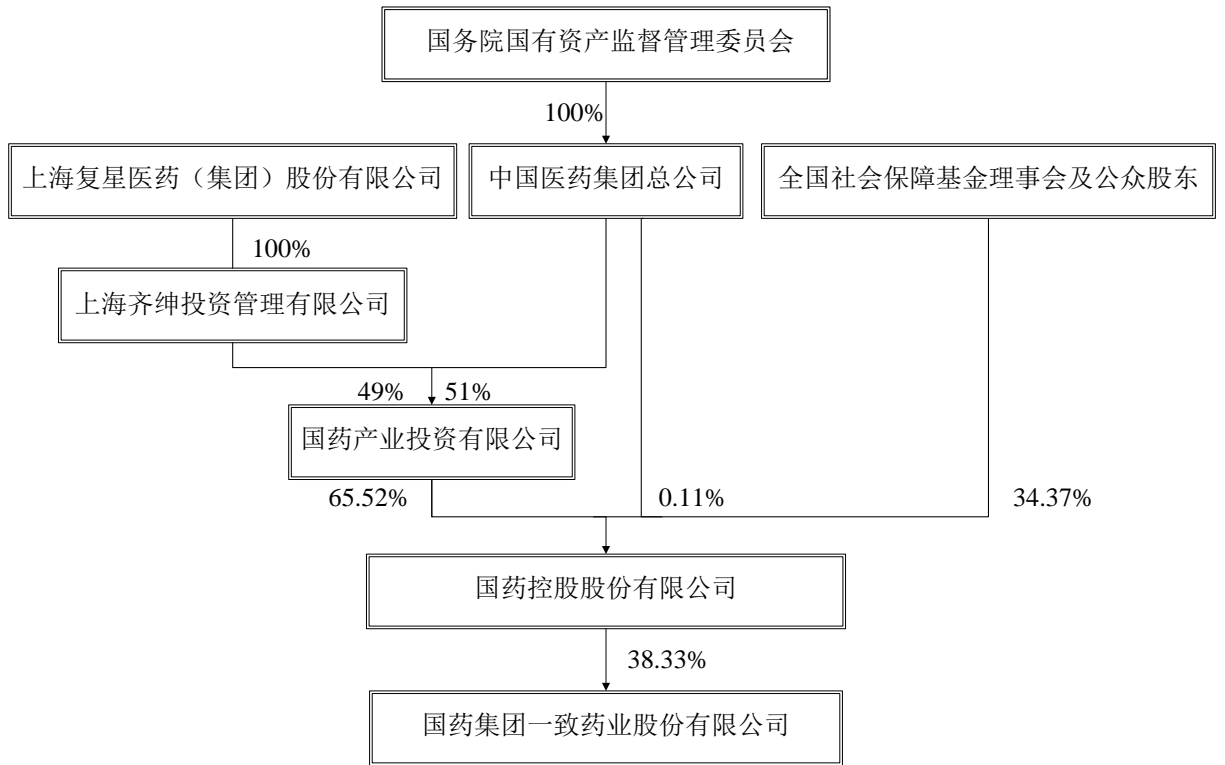 国务院国有资产监督管理委员会
100%
上海复星医药（集团）股份有限公司
中国医药集团总公司
全国社会保障基金理事会及公众股东
100%
上海齐绅投资管理有限公司
49%
51%
国药产业投资有限公司
65.52%
0.11%
34.37%
国药控股股份有限公司
38.33%
国药集团一致药业股份有限公司